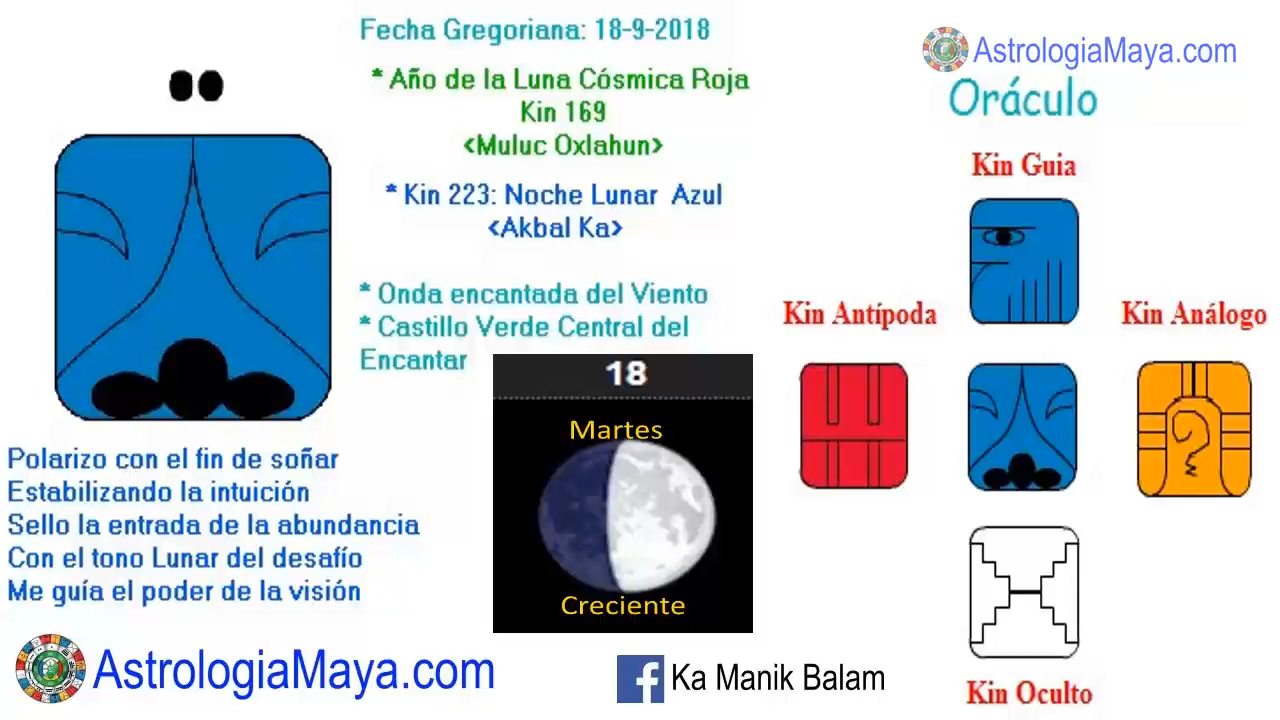 Fecha Gregoriana: 18-9-2018
* Año de la Luna Cósmica Roja
Kin 169
<Muluc Oxlahun>
* Kin 223: Noche Lunar Azul
<Akbal Ka>
* Onda encantada del Viento
* Castillo Verde Central del
Encantar
18
Martes
Creciente
Polarizo con el fin de soñar
Estabilizando la intuición
Sello la entrada de la abundancia
Con el tono Lunar del desafío
Me guía el poder de la visión
AstrologiaMaya.com
Oráculo
Kin Guia
Kin Antípoda
Kin Análogo
Kin Oculto
AstrologiaMaya.com
f Ka Manik Balam